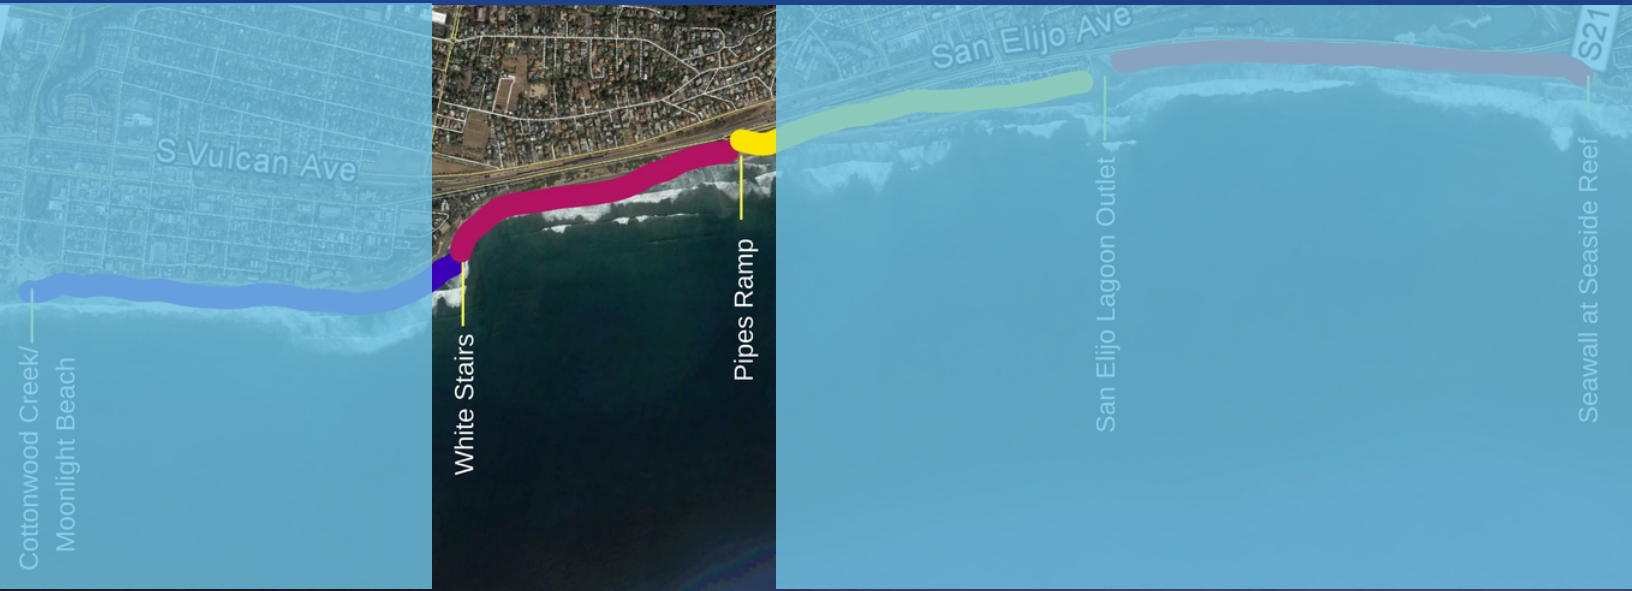 San Elijo Ave
S21
S Vulcan Ave
Cottonwood Creek/
Moonlight Beach
White Stairs
Pipes Ramp
San Elijo Lagoon Outlet
Seawall at Seaside Reef